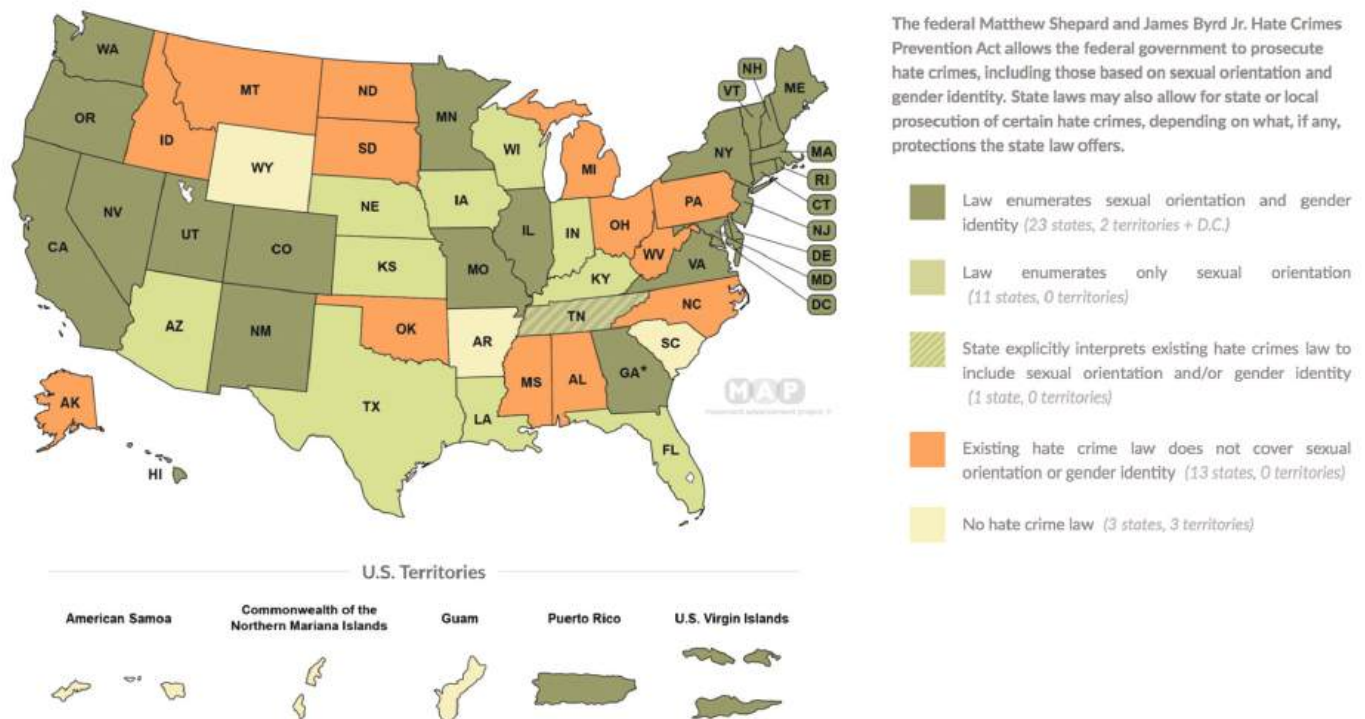 WA
OR
CA
NV
ID
MT
WY
UT
CO
AZ
NM
ND
SD
NE
KS
OK
TX
MN
IA
MO
AR
LA
WI
IL
IN
MI
OH
KY
TN
MS
AL
GA*
FL
SC
NC
VA
WV
PA
NY
VT
NH
ME
MA
RI
CT
NJ
DE
MD
DC
AK
HI
MAP
The federal Matthew Shepard and James Byrd Jr. Hate Crimes
Prevention Act allows the federal government to prosecute
hate crimes, including those based on sexual orientation and
gender identity. State laws may also allow for state or local
prosecution of certain hate crimes, depending on what, if any,
protections the state law offers.
Law enumerates sexual orientation and gender
identity (23 states, 2 territories + D.C.)
Law enumerates only sexual orientation
(11 states, 0 territories)
State explicitly interprets existing hate crimes law to
include sexual orientation and/or gender identity
(1 state, 0 territories)
Existing hate crime law does not cover sexual
orientation or gender identity (13 states, 0 territories)
No hate crime law (3 states, 3 territories)
U.S. Territories
American Samoa
Commonwealth of the
Northern Mariana Islands
Guam
Puerto Rico
U.S. Virgin Islands